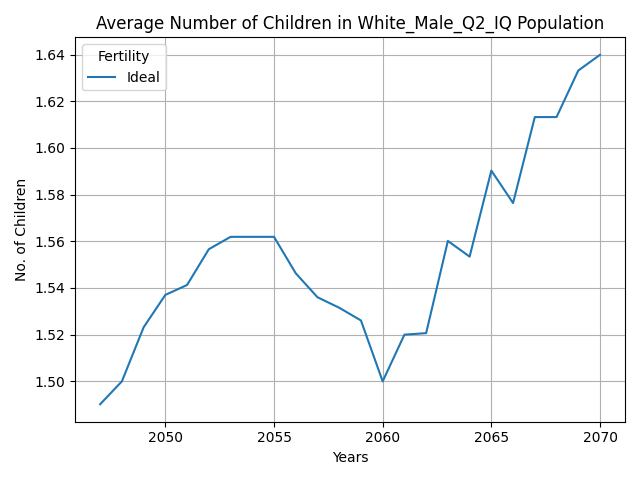 Average Number of Children in White_Male_Q2_IQ Population
Fertility
Ideal
No. of Children
1.64
1.62
1.60
1.58
1.56
1.54
1.52
1.50
2050 2055 2060 2065 2070
Years